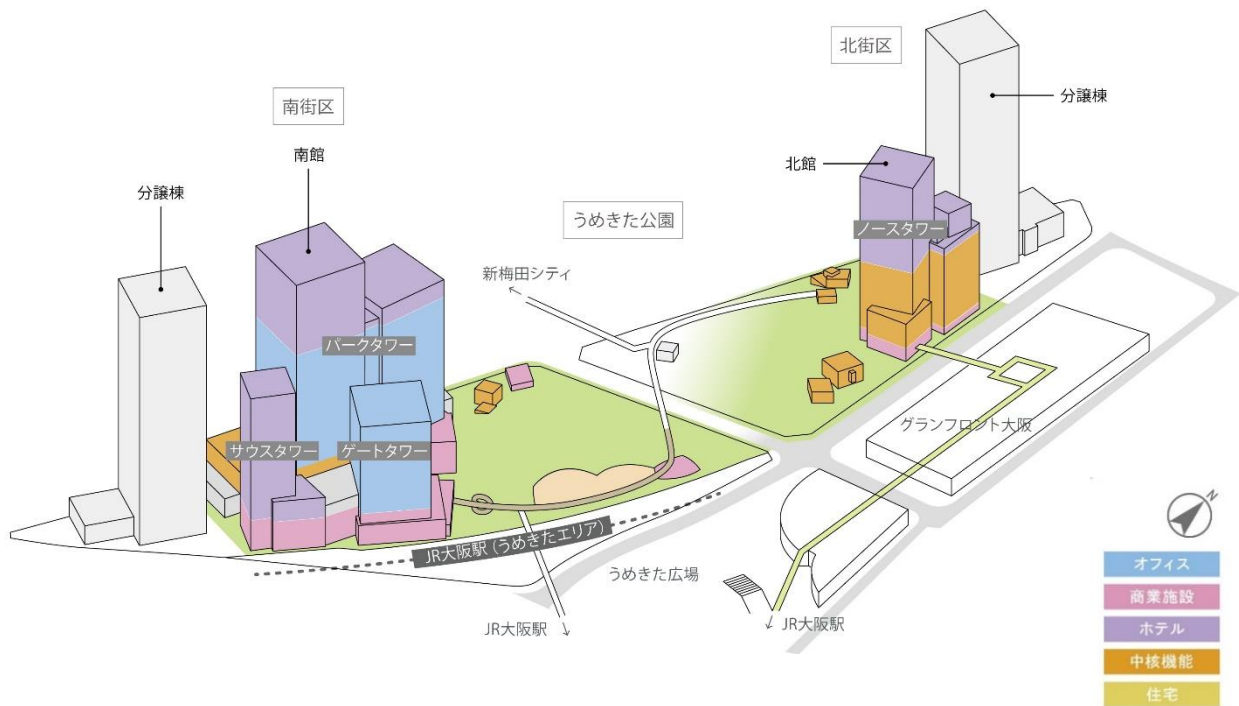 北街区
分譲棟
南街区
南館
北館
分譲棟
うめきた公園
ノースタワー
新梅田シティ
パークタワー
グランフロント大阪
サウスタワー
ゲートタワー
N
JR大阪駅(うめきたエリア)
うめきた広場
JR大阪駅
JR大阪駅
オフィス
商業施設
ホテル
中核機能
住宅